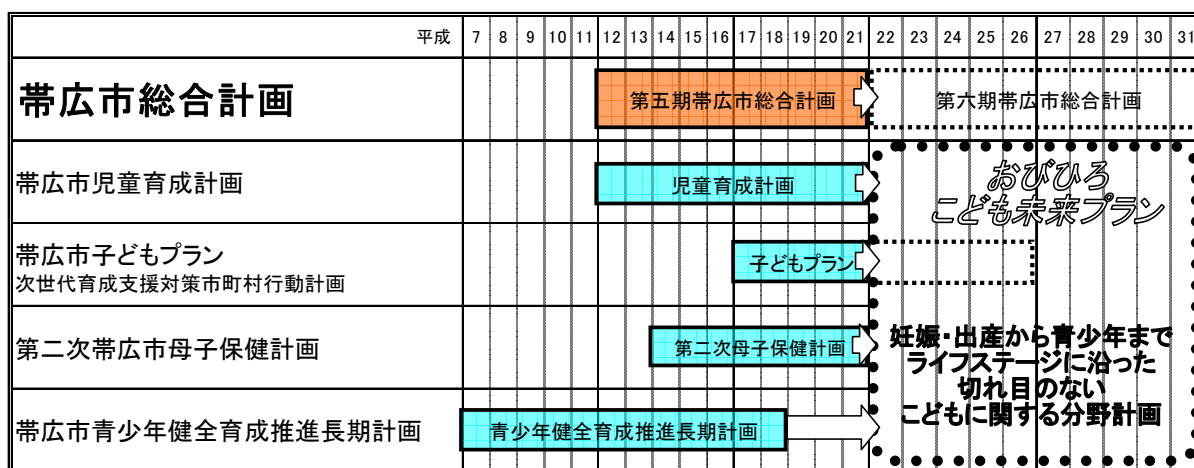 平成 7 8 9 10 11 12 13 14 15 16 17 18 19 20 21 22 23 24 25 26 27 28 29 30 31
帯広市総合計画
第五期帯広市総合計画
第六期帯広市総合計画
帯広市児童育成計画
児童育成計画
おびひろ
こども未来プラン
帯広市子どもプラン
次世代育成支援対策市町村行動計画
子どもプラン
第二次帯広市母子保健計画
第二次母子保健計画
妊娠・出産から青少年まで
ライフステージに沿った
切れ目のない
こどもに関する分野計画
帯広市青少年健全育成推進長期計画
青少年健全育成推進長期計画